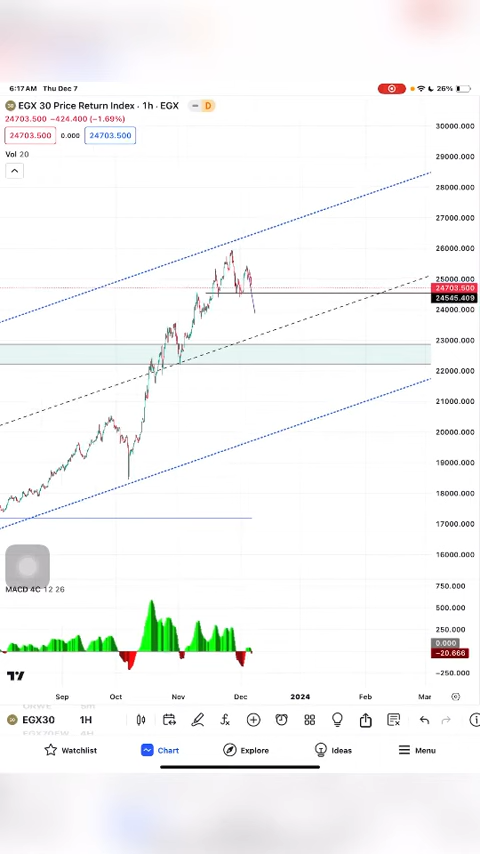 6:17AM Thu Dec 7
26%
30 EGX 30 Price Return Index · 1h · EGX
D
24703.500 −424.400 (−1.69%)
24703.500 0.000 24703.500
Vol 20
30000.000
29000.000
28000.000
27000.000
26000.000
25000.000
24703.500
24545.409
24000.000
23000.000
22000.000
21000.000
20000.000
19000.000
18000.000
17000.000
16000.000
MACD 4C 12 26
750.000
500.000
250.000
0.000
−20.666
−250.000
Sep Oct Nov Dec 2024 Feb Mar
30 EGX30 1H
Watchlist Chart Explore Ideas Menu